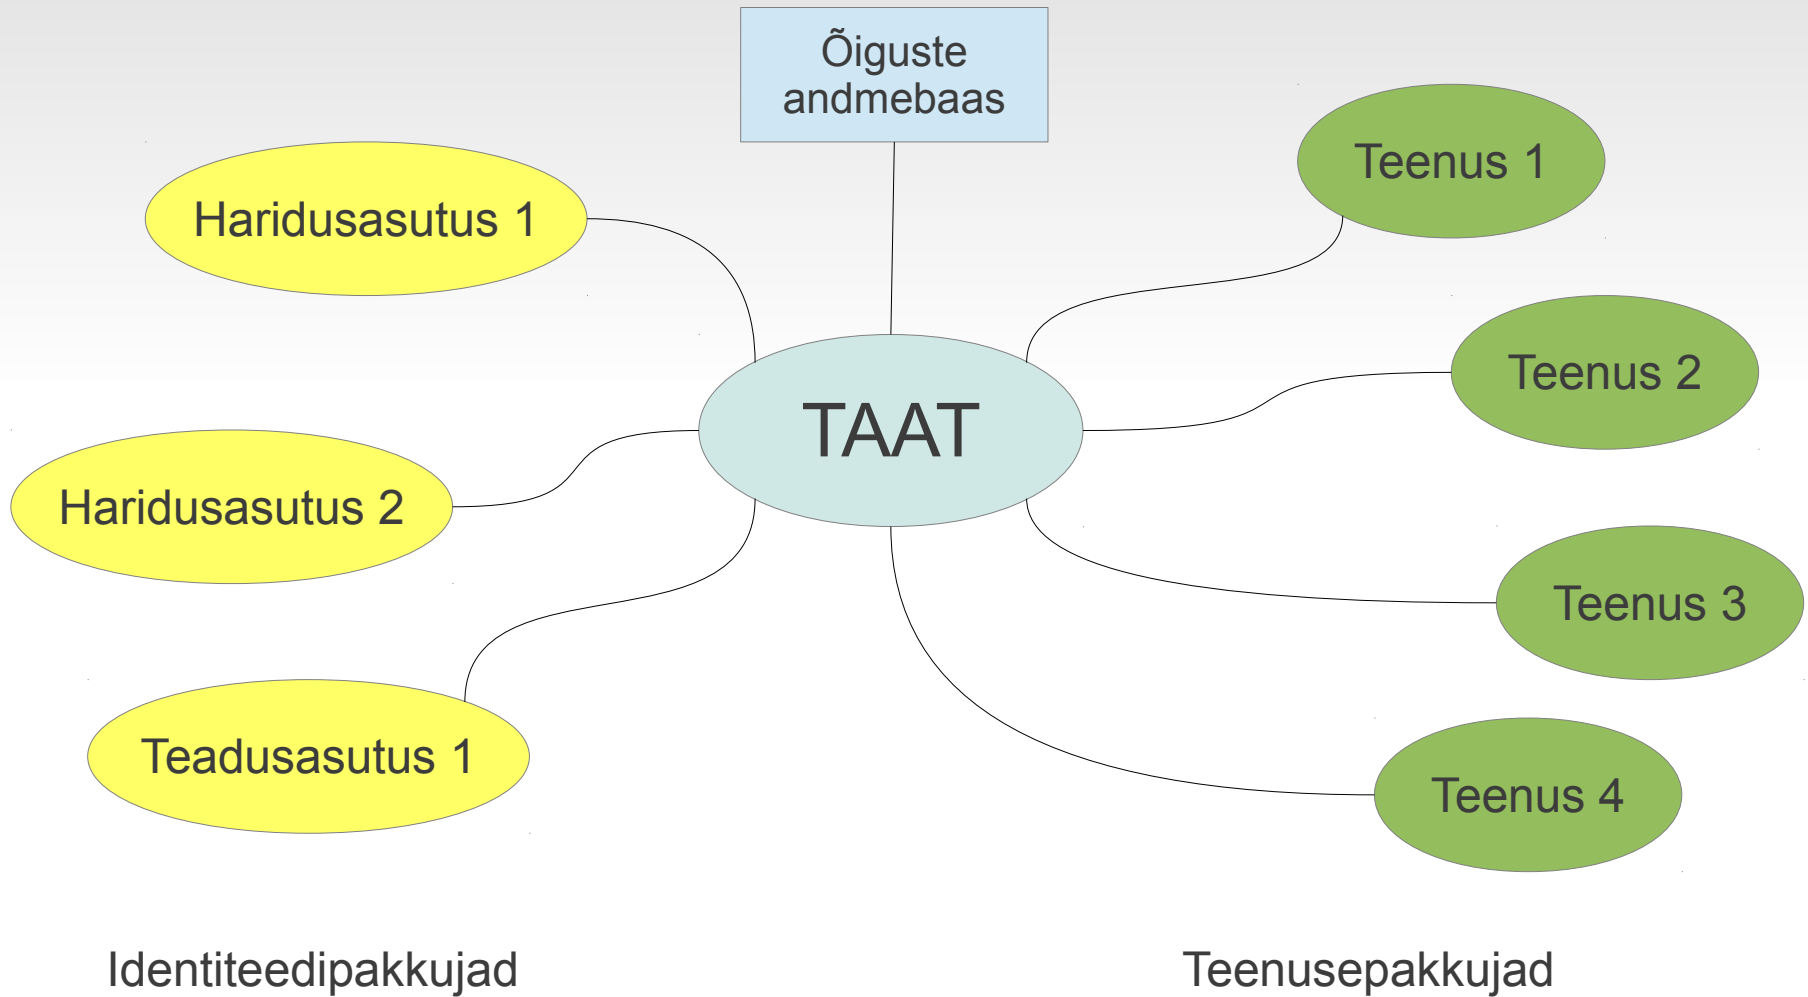 Õiguste
andmebaas
Teenus 1
Haridusasutus 1
Teenus 2
TAAT
Haridusasutus 2
Teenus 3
Teadusasutus 1
Teenus 4
Identiteedipakkujad
Teenusepakkujad